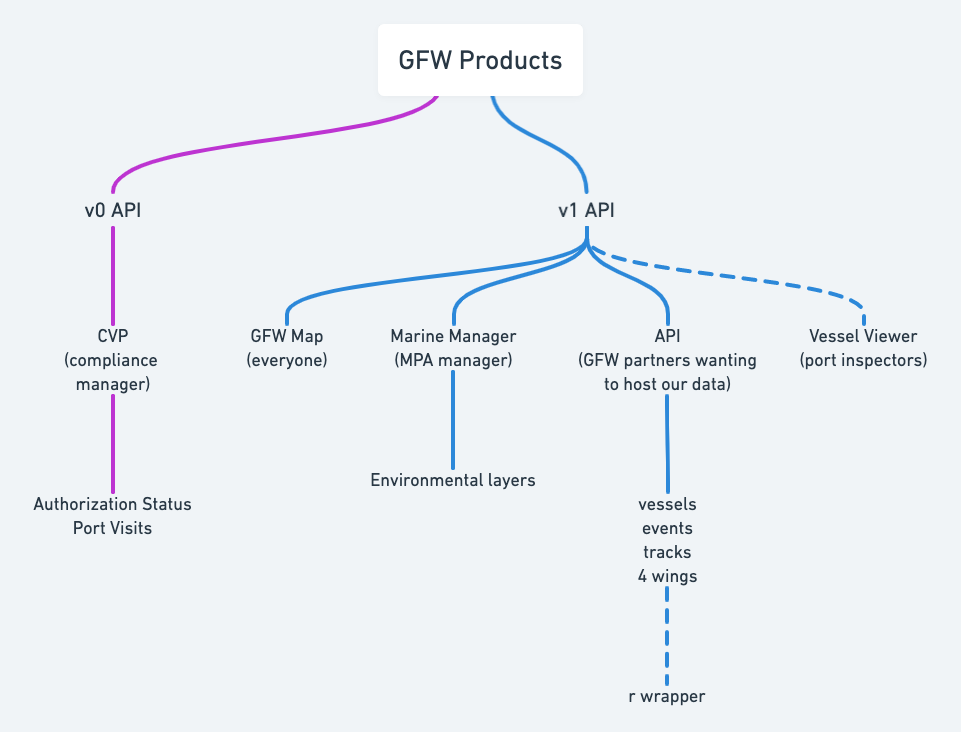 GFW Products
v0 API
v1 API
CVP
(compliance
manager)
GFW Map
(everyone)
Marine Manager
(MPA manager)
API
(GFW partners wanting
to host our data)
Vessel Viewer
(port inspectors)
Authorization Status
Port Visits
Environmental layers
vessels
events
tracks
4 wings
r wrapper